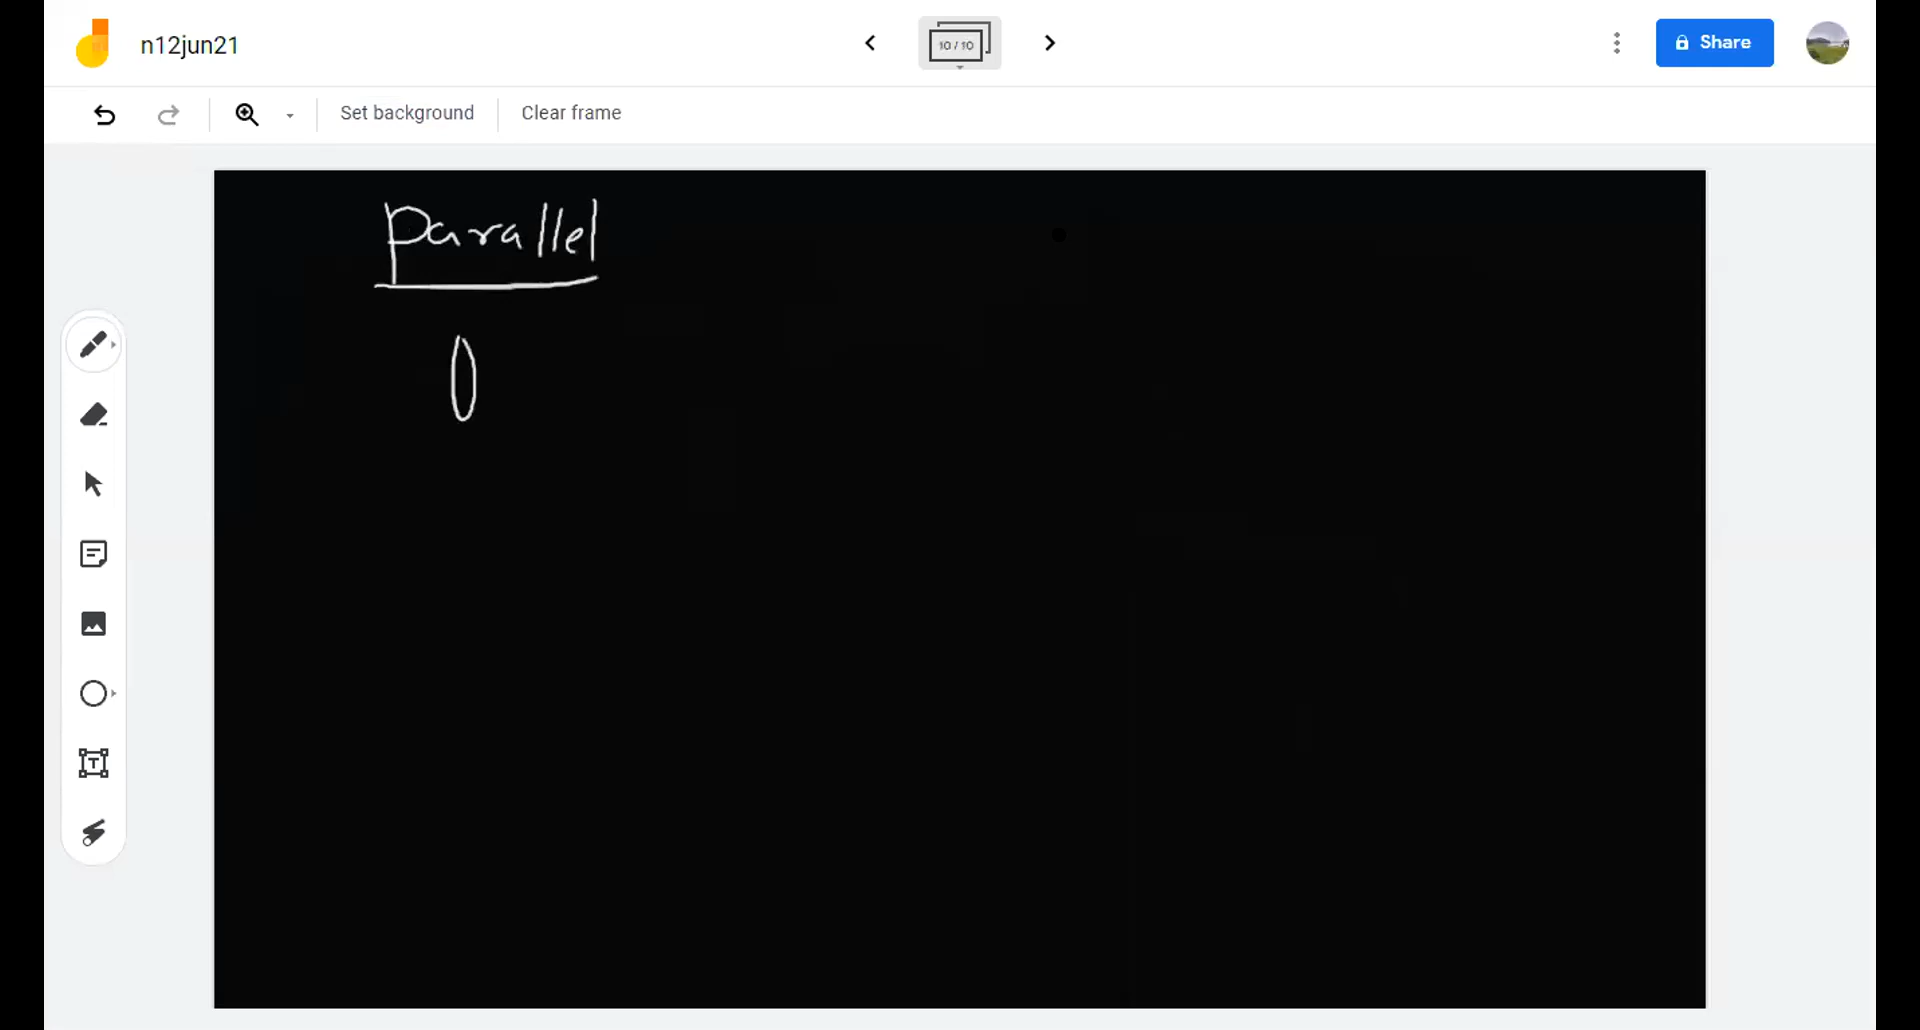 n12jun21
10 / 10
Share
Set background
Clear frame
parallel
0
T